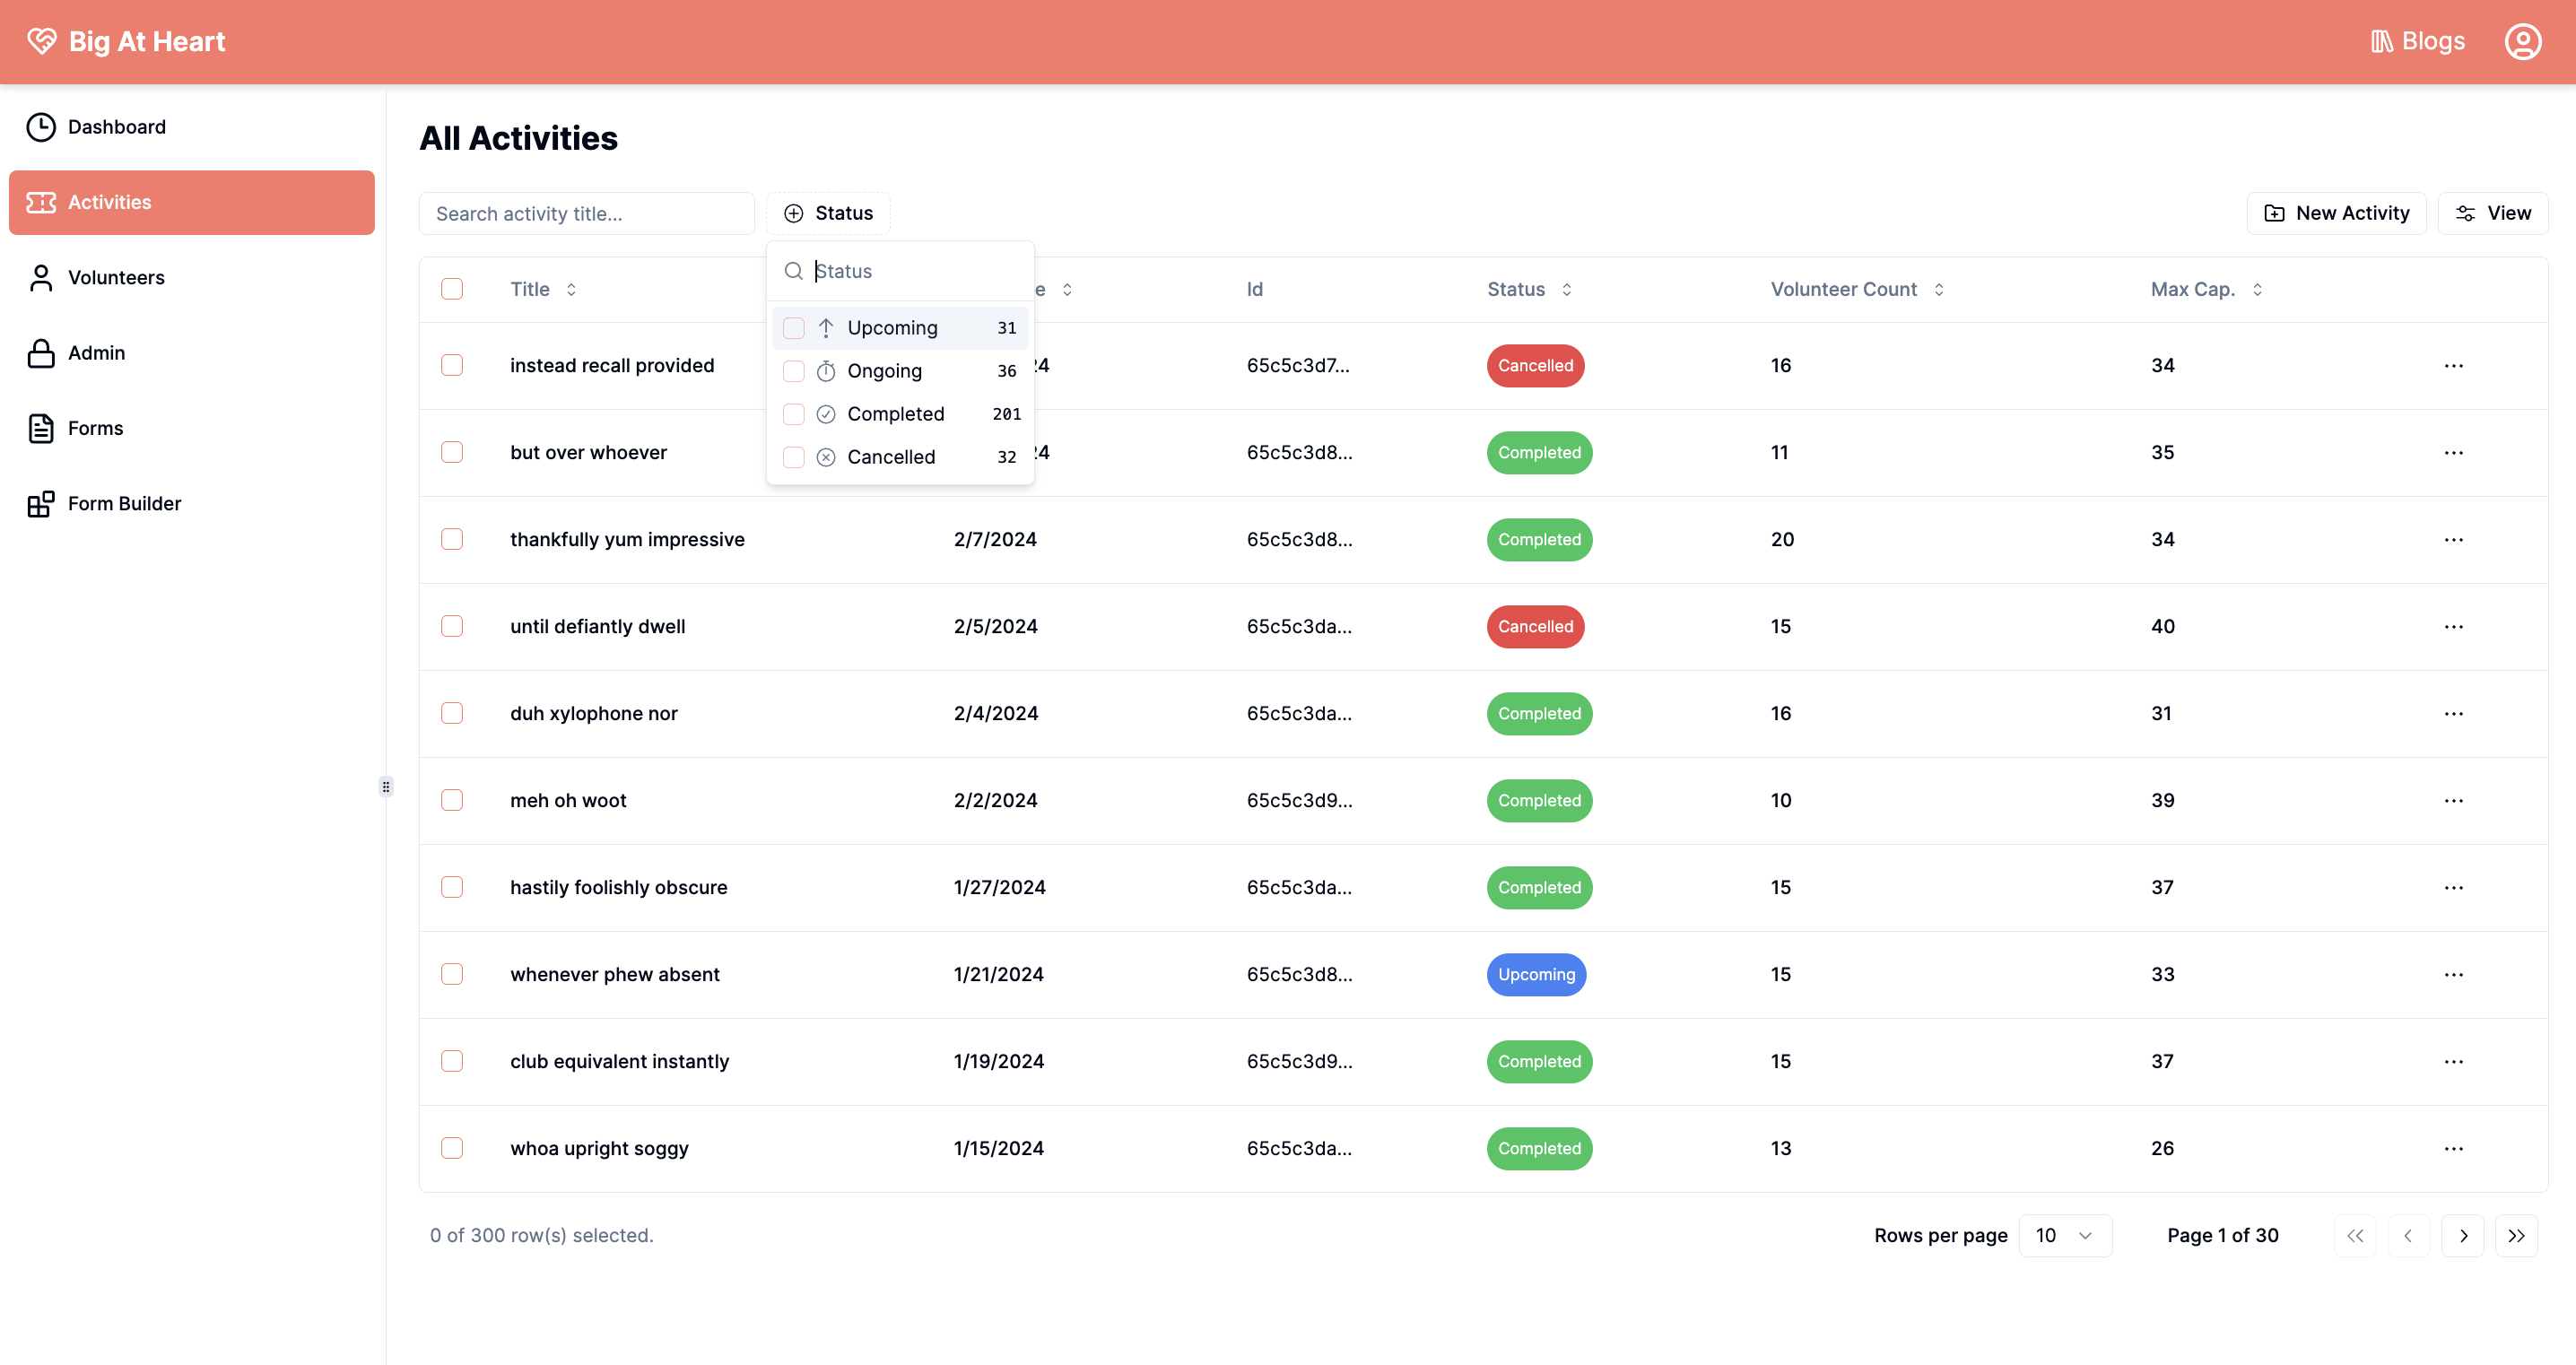 Big At Heart
Blogs
Dashboard
Activities
Volunteers
Admin
Forms
Form Builder
All Activities
Search activity title...
Status
New Activity
View
Status
Upcoming 31
Ongoing 36
Completed 201
Cancelled 32
Title Id Status Volunteer Count Max Cap.
instead recall provided 65c5c3d7... Cancelled 16 34
but over whoever 65c5c3d8... Completed 11 35
thankfully yum impressive 2/7/2024 65c5c3d8... Completed 20 34
until defiantly dwell 2/5/2024 65c5c3da... Cancelled 15 40
duh xylophone nor 2/4/2024 65c5c3da... Completed 16 31
meh oh woot 2/2/2024 65c5c3d9... Completed 10 39
hastily foolishly obscure 1/27/2024 65c5c3da... Completed 15 37
whenever phew absent 1/21/2024 65c5c3d8... Upcoming 15 33
club equivalent instantly 1/19/2024 65c5c3d9... Completed 15 37
whoa upright soggy 1/15/2024 65c5c3da... Completed 13 26
0 of 300 row(s) selected.
Rows per page 10
Page 1 of 30